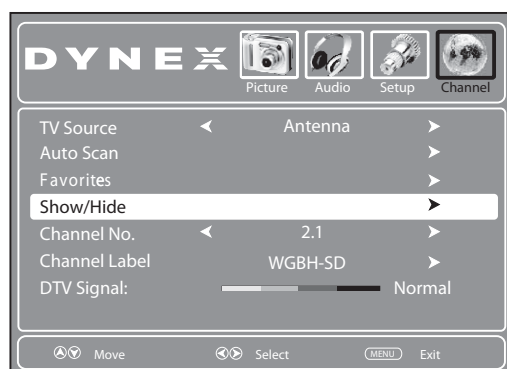 DYNEX
Picture Audio Setup Channel
TV Source Antenna
Auto Scan
Favorites
Show/Hide
Channel No. 2.1
Channel Label WGBH-SD
DTV Signal: Normal
Move Select MENU Exit